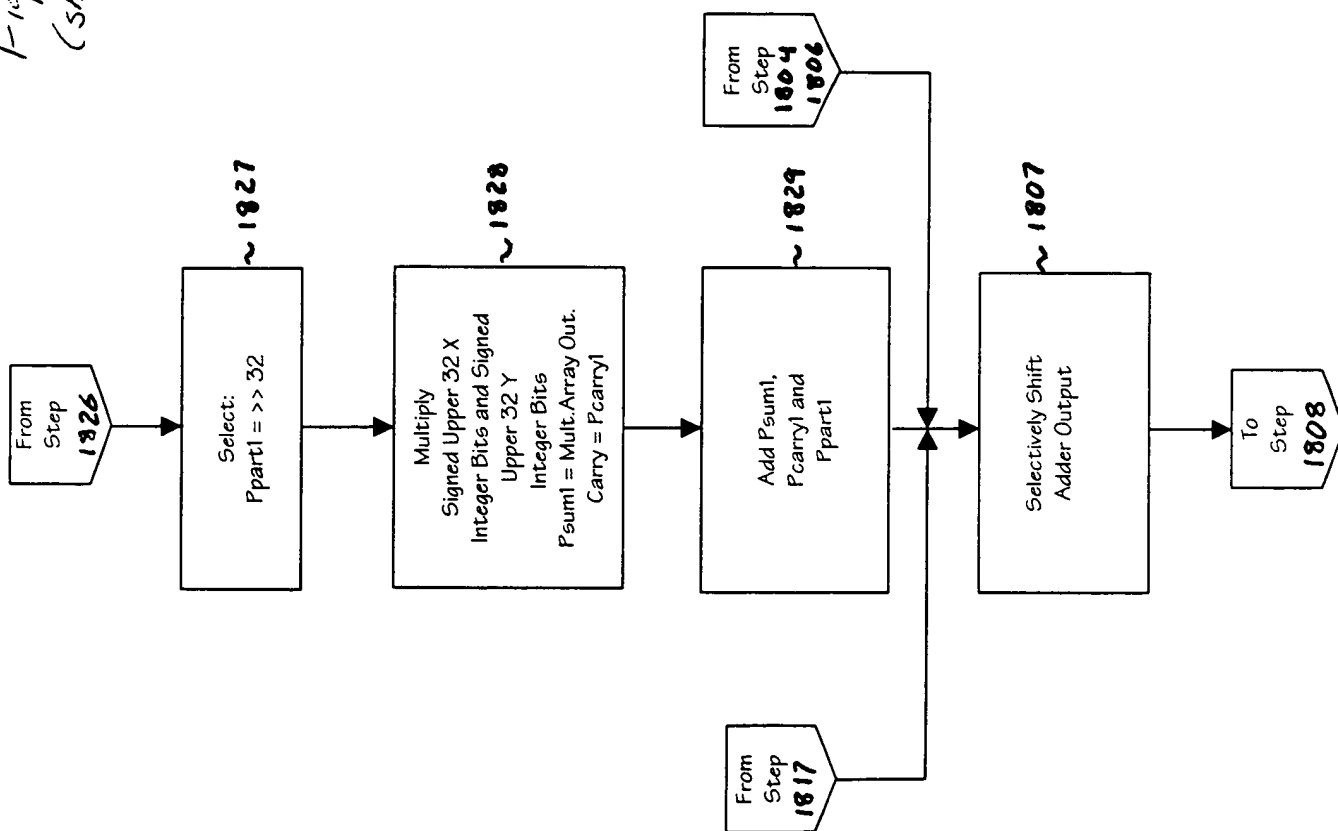 From
Step
1826
Select:
Ppart1 = >> 32
~ 1827
Multiply
Signed Upper 32 X
Integer Bits and Signed
Upper 32 Y
Integer Bits
Psum1 = Mult.Array Out.
Carry = Pcarry1
~ 1828
Add Psum1,
Pcarry1 and
Ppart1
~ 1829
From
Step
1804
1806
From
Step
1817
Selectively Shift
Adder Output
~ 1807
To
Step
1808